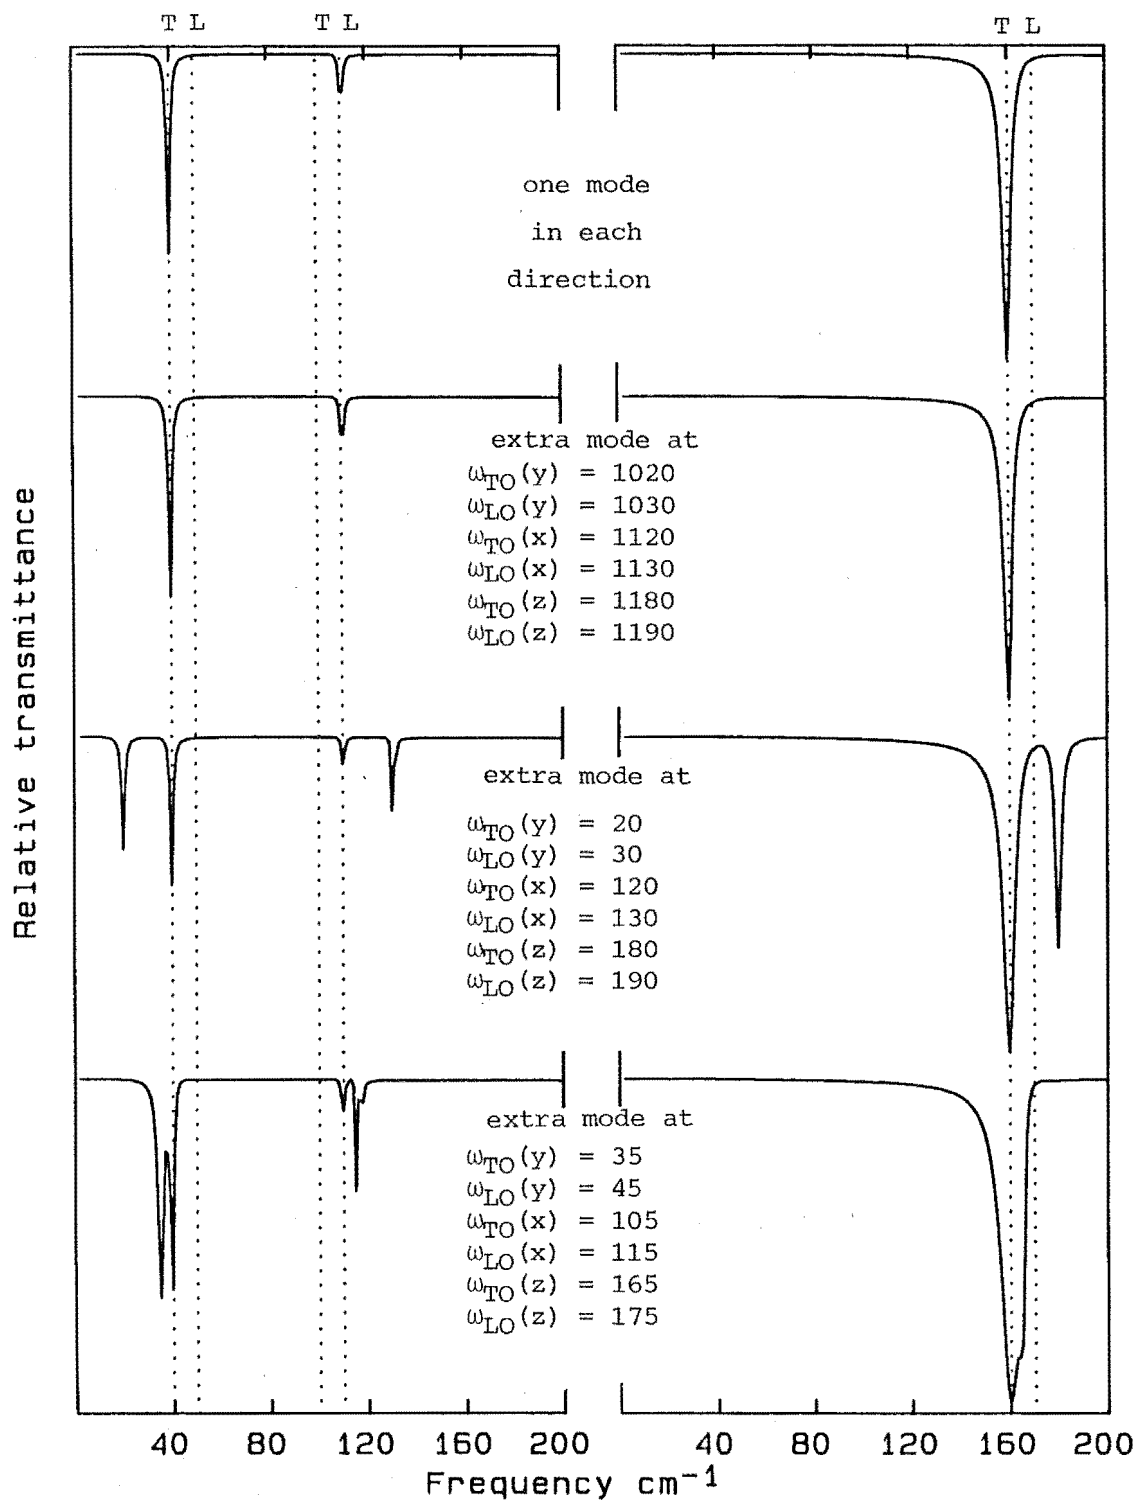 T L T L T L
one mode
in each
direction
extra mode at
ωTO(y) = 1020
ωLO(y) = 1030
ωTO(x) = 1120
ωLO(x) = 1130
ωTO(z) = 1180
ωLO(z) = 1190
extra mode at
ωTO(y) = 20
ωLO(y) = 30
ωTO(x) = 120
ωLO(x) = 130
ωTO(z) = 180
ωLO(z) = 190
extra mode at
ωTO(y) = 35
ωLO(y) = 45
ωTO(x) = 105
ωLO(x) = 115
ωTO(z) = 165
ωLO(z) = 175
Relative transmittance
40 80 120 160 200 40 80 120 160 200
Frequency cm⁻¹